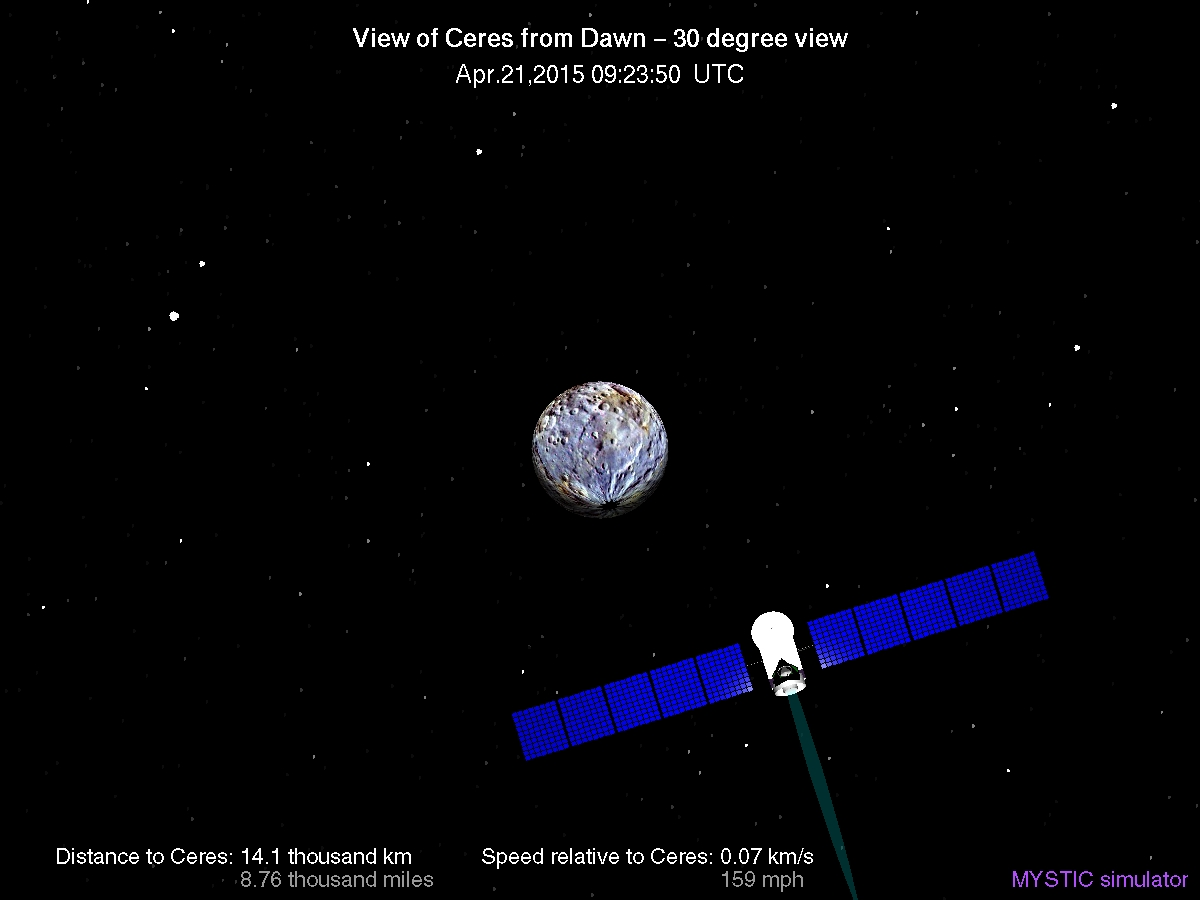 View of Ceres from Dawn – 30 degree view
Apr.21,2015 09:23:50 UTC
Distance to Ceres: 14.1 thousand km
8.76 thousand miles
Speed relative to Ceres: 0.07 km/s
159 mph
MYSTIC simulator